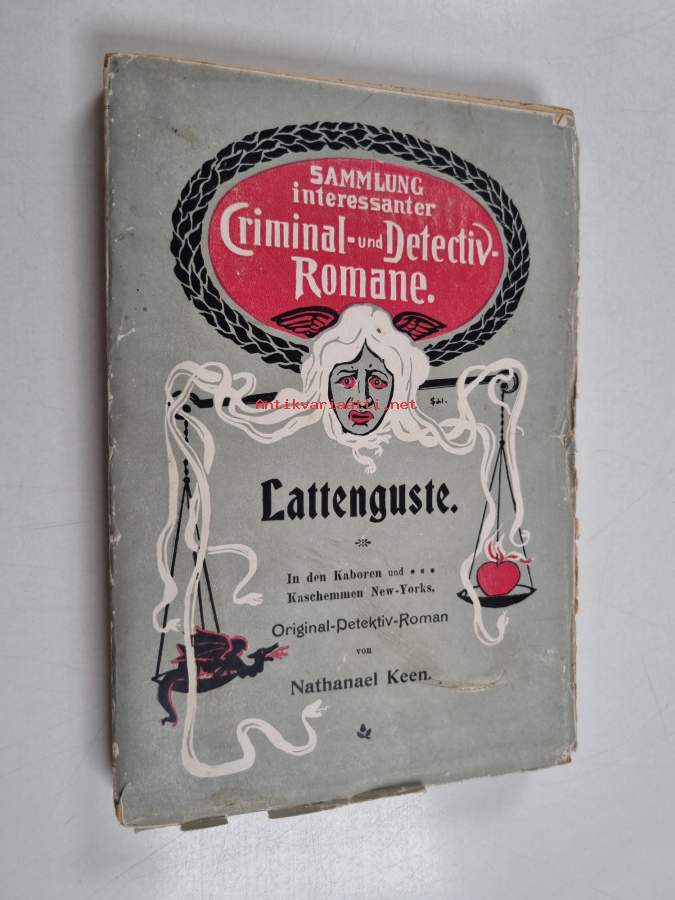 SAMMLUNG
interessanter
Criminal- und Detectiv-
Romane.
Antikvariaatti.net
Lattenguste.
In den Kaboren und • • •
Kaschemmen New-Yorks.
Original-Detektiv-Roman
von
Nathanael Keen.